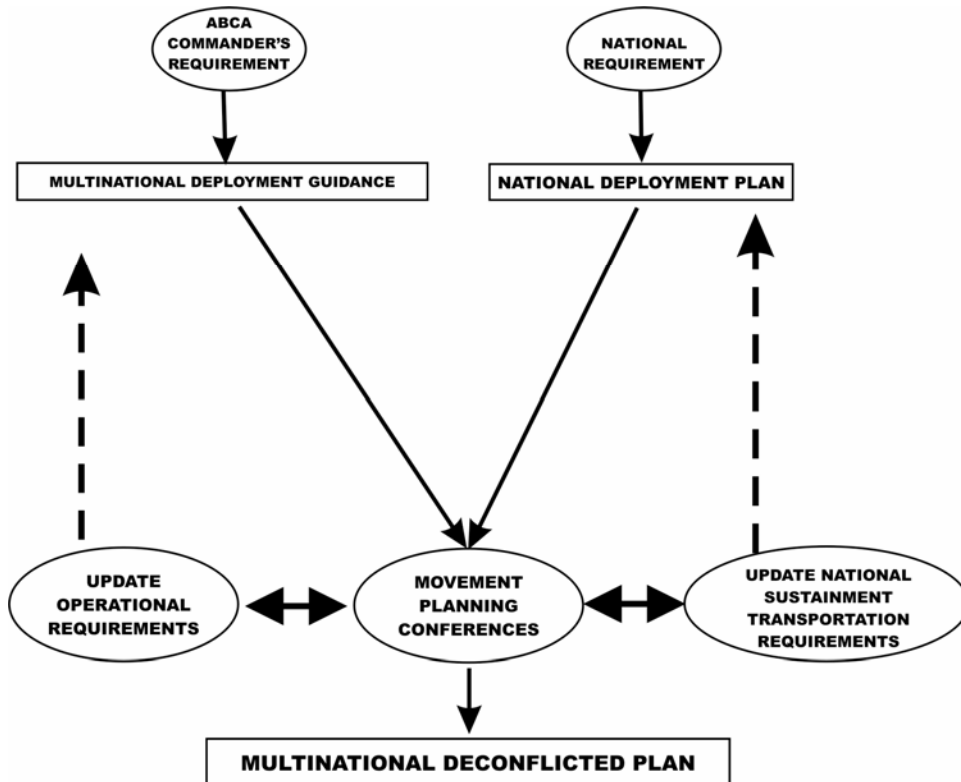 ABCA
COMMANDER'S
REQUIREMENT
NATIONAL
REQUIREMENT
MULTINATIONAL DEPLOYMENT GUIDANCE
NATIONAL DEPLOYMENT PLAN
UPDATE
OPERATIONAL
REQUIREMENTS
MOVEMENT
PLANNING
CONFERENCES
UPDATE NATIONAL
SUSTAINMENT
TRANSPORTATION
REQUIREMENTS
MULTINATIONAL DECONFLICTED PLAN